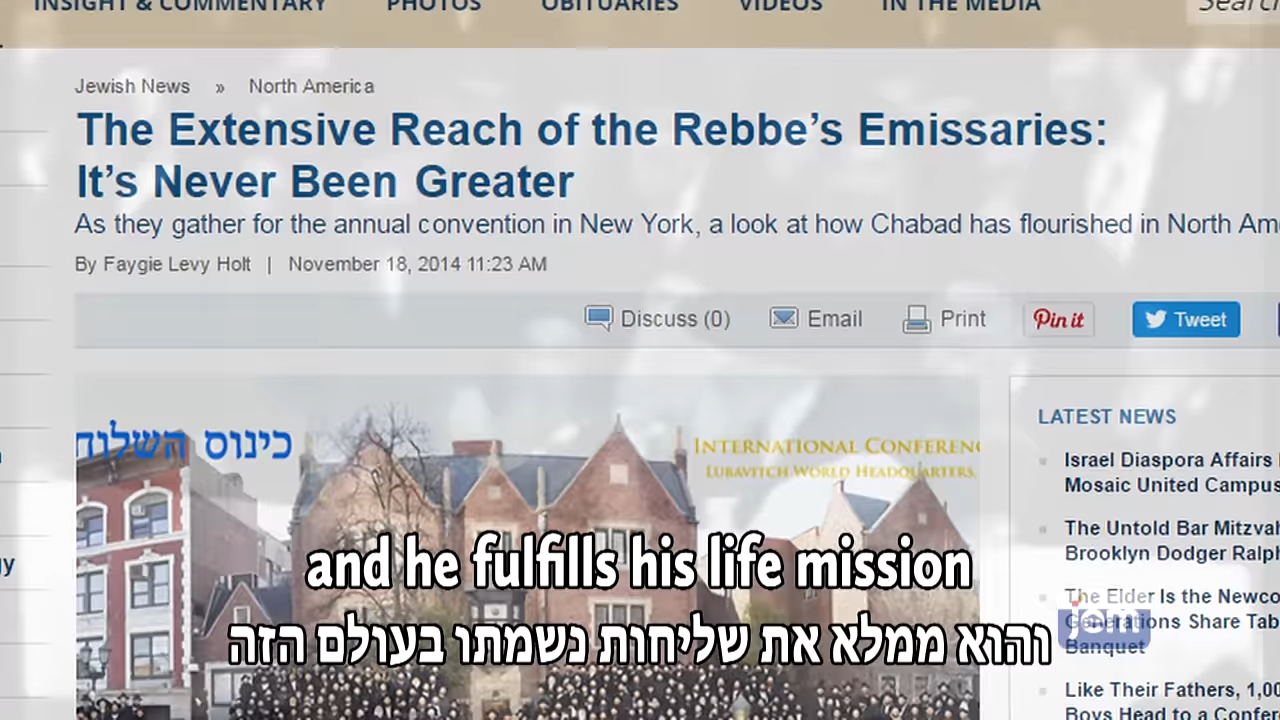 INSIGHT & COMMENTARY PHOTOS OBITUARIES VIDEOS IN THE MEDIA Search
Jewish News » North America
The Extensive Reach of the Rebbe's Emissaries:
It's Never Been Greater
As they gather for the annual convention in New York, a look at how Chabad has flourished in North Am
By Faygie Levy Holt | November 18, 2014 11:23 AM
Discuss (0) Email Print Pin it Tweet
כינוס השלוח
INTERNATIONAL CONFERENC
LUBAVITCH WORLD HEADQUARTERS,
LATEST NEWS
Israel Diaspora Affairs
Mosaic United Campus
The Untold Bar Mitzvah
Brooklyn Dodger Ralph
The Elder Is the Newco
Generations Share Tab
Banquet
Like Their Fathers, 1,00
Boys Head to a Confer
and he fulfills his life mission
והוא ממלא את שליחות נשמתו בעולם הזה
jem